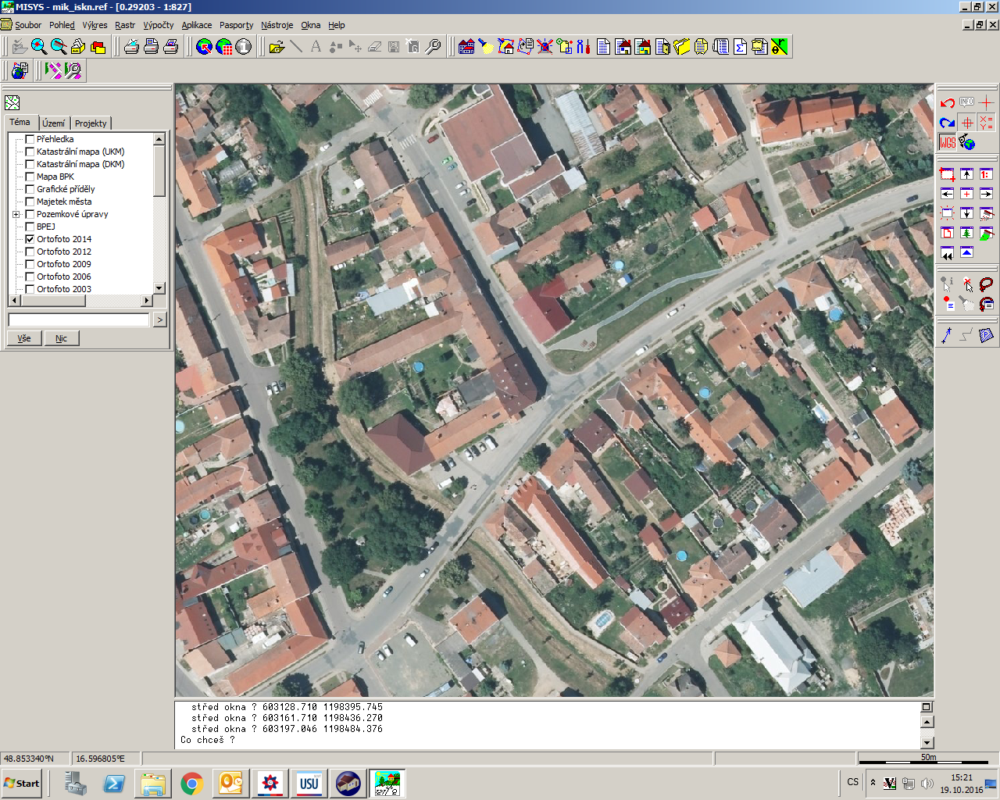 MISYS - mik_iskn.ref - [0.29203 - 1:827]
Soubor Pohled Výkres Rastr Výpočty Aplikace Pasporty Nástroje Okna Help
Téma Území Projekty
Přehledka
Katastrální mapa (UKM)
Katastrální mapa (DKM)
Mapa BPK
Grafické příděly
Majetek města
Pozemkové úpravy
BPEJ
Ortofoto 2014
Ortofoto 2012
Ortofoto 2009
Ortofoto 2006
Ortofoto 2003
>
Vše Nic
INFO
X =
Y =
WGS
1:
střed okna ? 603128.710 1198395.745
střed okna ? 603161.710 1198436.270
střed okna ? 603197.046 1198484.376
Co chceš ?
48.853340°N 16.596805°E 50m
Start USU CS 15:21
19.10.2016